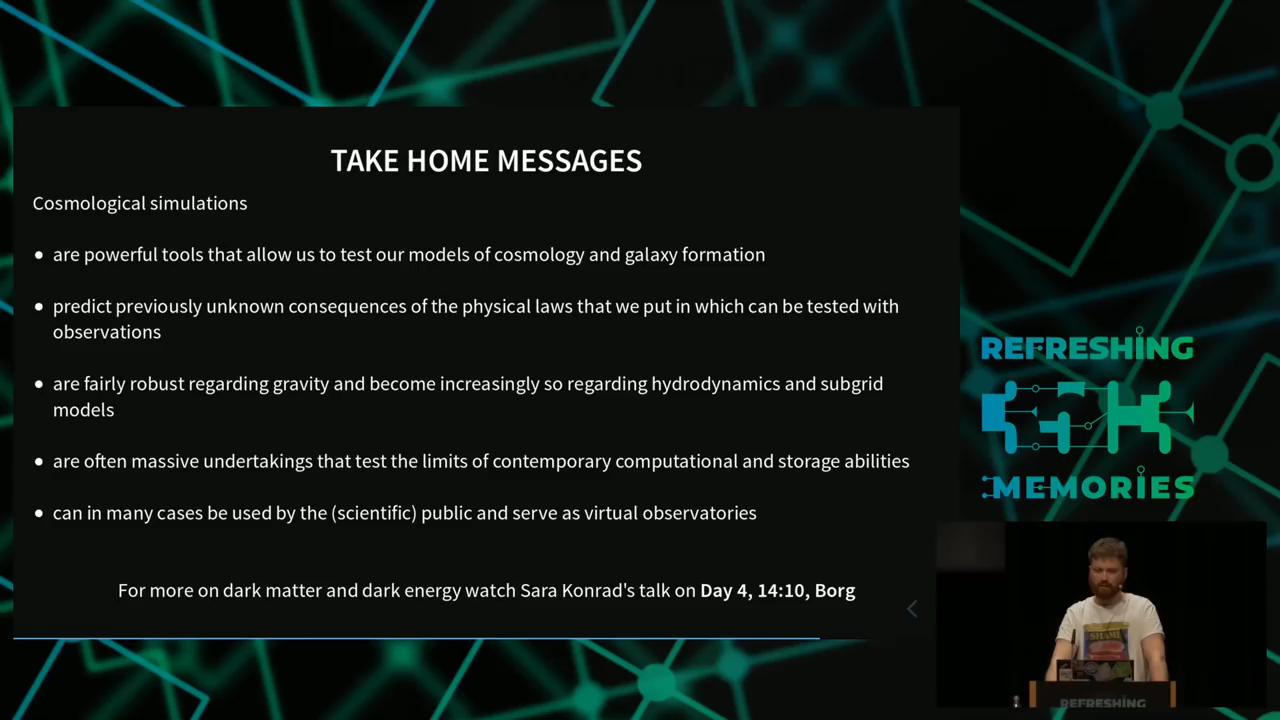 TAKE HOME MESSAGES
Cosmological simulations
• are powerful tools that allow us to test our models of cosmology and galaxy formation
• predict previously unknown consequences of the physical laws that we put in which can be tested with
observations
• are fairly robust regarding gravity and become increasingly so regarding hydrodynamics and subgrid
models
• are often massive undertakings that test the limits of contemporary computational and storage abilities
• can in many cases be used by the (scientific) public and serve as virtual observatories
For more on dark matter and dark energy watch Sara Konrad's talk on Day 4, 14:10, Borg
REFRESHING
MEMORIES
SHAME
REFRESHING